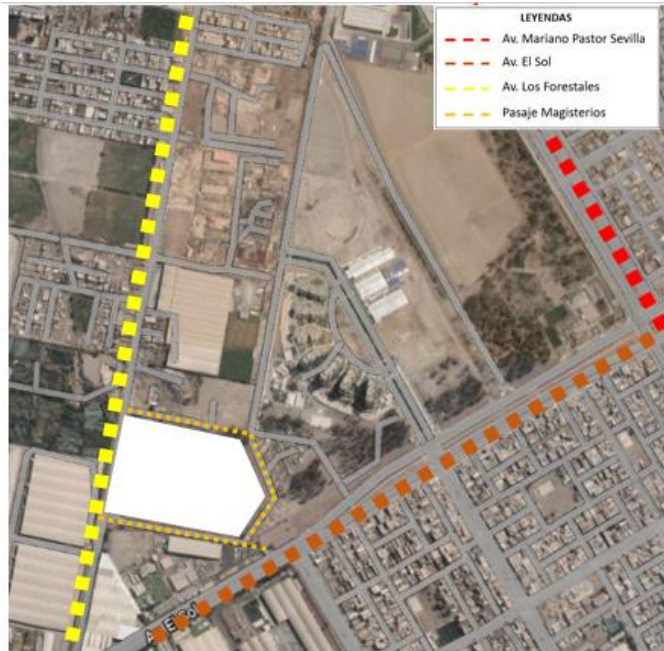 LEYENDAS
Av. Mariano Pastor Sevilla
Av. El Sol
Av. Los Forestales
Pasaje Magisterios